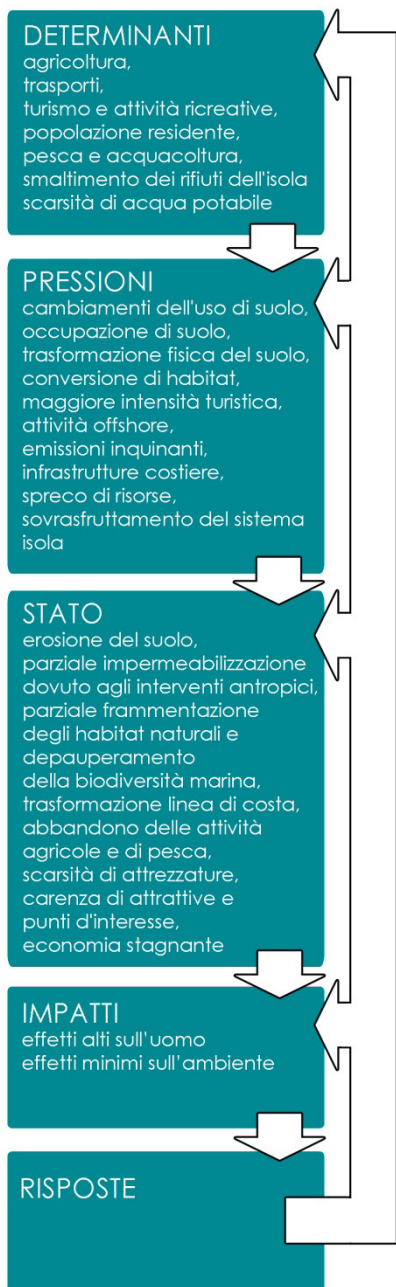 DETERMINANTI
agricoltura,
trasporti,
turismo e attività ricreative,
popolazione residente,
pesca e acquacoltura,
smaltimento dei rifiuti dell'isola
scarsità di acqua potabile
PRESSIONI
cambiamenti dell'uso di suolo,
occupazione di suolo,
trasformazione fisica del suolo,
conversione di habitat,
maggiore intensità turistica,
attività offshore,
emissioni inquinanti,
infrastrutture costiere,
spreco di risorse,
sovrasfruttamento del sistema
isola
STATO
erosione del suolo,
parziale impermeabilizzazione
dovuto agli interventi antropici,
parziale frammentazione
degli habitat naturali e
depauperamento
della biodiversità marina,
trasformazione linea di costa,
abbandono delle attività
agricole e di pesca,
scarsità di attrezzature,
carenza di attrattive e
punti d'interesse,
economia stagnante
IMPATTI
effetti alti sull'uomo
effetti minimi sull'ambiente
RISPOSTE